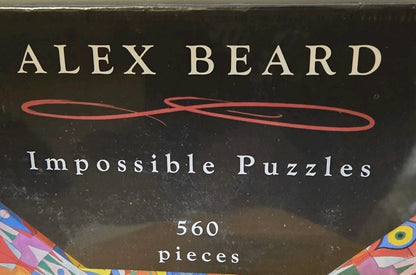 ALEX BEARD
Impossible Puzzles
560
pieces